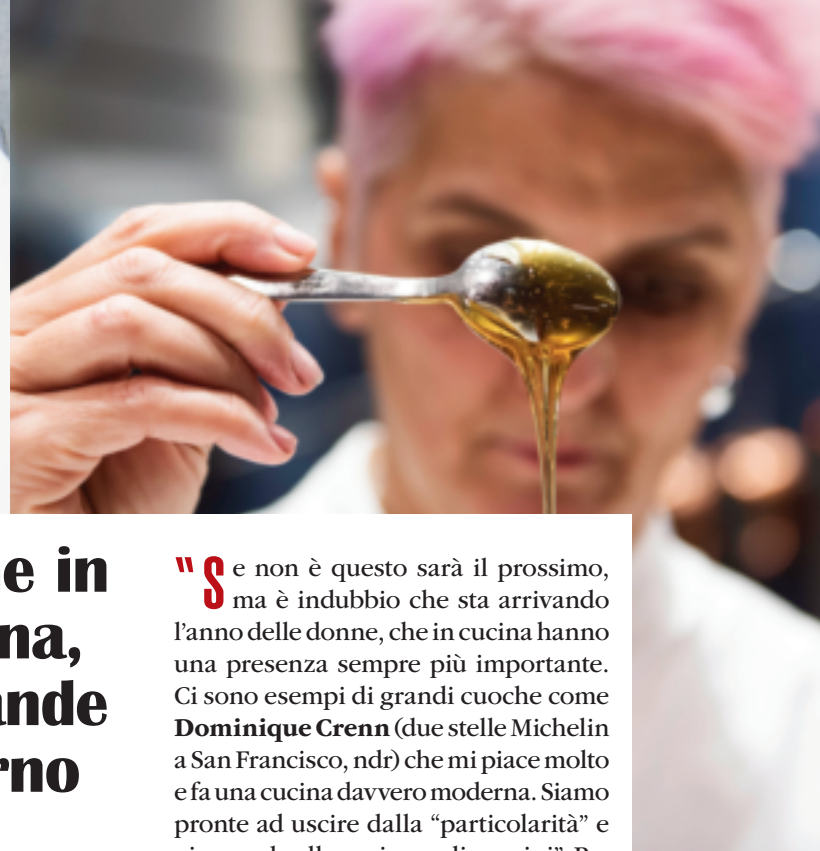 e in
na,
ande
rno
"Se non è questo sarà il prossimo,
ma è indubbio che sta arrivando
l'anno delle donne, che in cucina hanno
una presenza sempre più importante.
Ci sono esempi di grandi cuoche come
Dominique Crenn (due stelle Michelin
a San Francisco, ndr) che mi piace molto
e fa una cucina davvero moderna. Siamo
pronte ad uscire dalla “particolarità” e